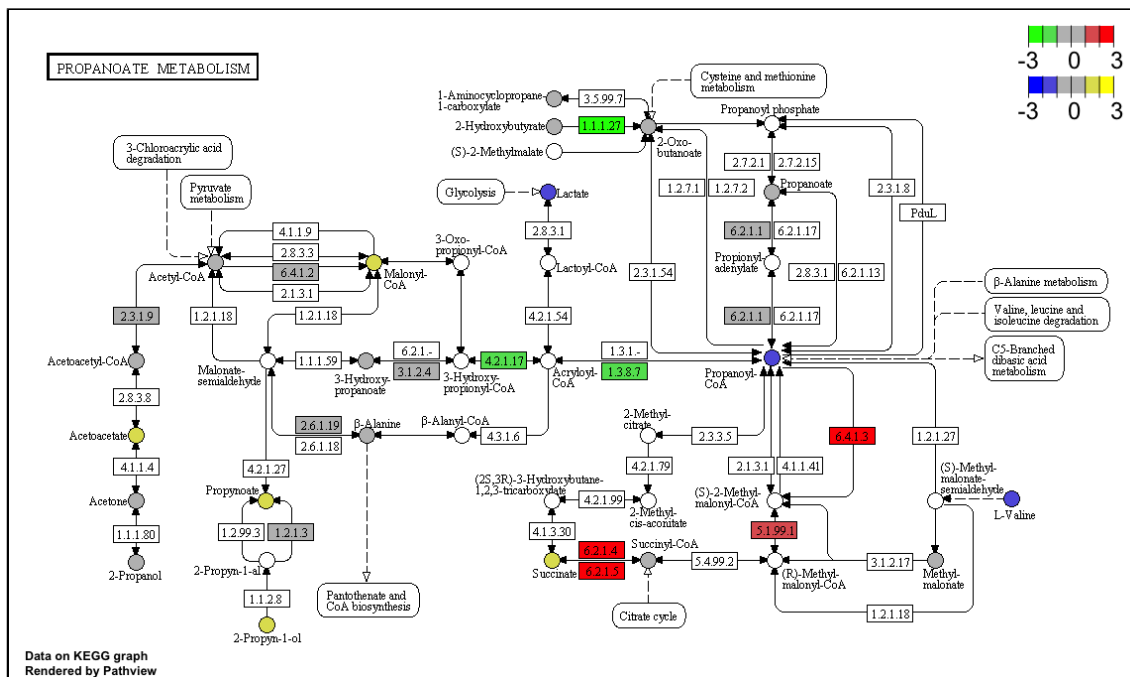 PROPANOATE METABOLISM
-3 0 3
-3 0 3
Cysteine and methionine
metabolism
1-Aminocyclopropane
1-carboxylate
3.5.99.7
Propanoyl phosphate
2-Hydroxybutyrate
1.1.1.27
2-Oxo-
butanoate
(S)-2-Methylmalate
3-Chloroacrylic acid
degradation
Pyruvate
metabolism
Glycolysis
Lactate
2.7.2.1
2.7.2.15
1.2.7.1
1.2.7.2
Propanoate
2.3.1.8
PduL
4.1.1.9
2.8.3.3
6.4.1.2
2.1.3.1
Acetyl-CoA
Malonyl-
CoA
3-Oxo-
propionyl-CoA
2.8.3.1
Lactoyl-CoA
6.2.1.1
6.2.1.17
Propionyl-
adenylate
2.3.1.54
2.8.3.1
6.2.1.13
β-Alanine metabolism
2.3.1.9
1.2.1.18
1.2.1.18
4.2.1.54
6.2.1.1
6.2.1.17
Valine, leucine and
isoleucine degradation
C5-Branched
dibasic acid
metabolism
Acetoacetyl-CoA
Malonate-
semialdehyde
1.1.1.59
3-Hydroxy-
propanoate
6.2.1.-
3.1.2.4
3-Hydroxy-
propionyl-CoA
4.2.1.17
Acryloyl-
CoA
1.3.1.-
1.3.8.7
Propanoyl-
CoA
2.8.3.8
Acetoacetate
2.6.1.19
2.6.1.18
β-Alanine
β-Alanyl-CoA
4.3.1.6
2-Methyl-
citrate
2.3.3.5
6.4.1.3
1.2.1.27
4.1.1.4
4.2.1.27
2.1.3.1
4.1.1.41
4.2.1.79
(S)-Methyl-
malonate-
semialdehyde
Acetone
Propynoate
(2S,3R)-3-Hydroxybutane-
1,2,3-tricarboxylate
4.2.1.99
2-Methyl-
cis-aconitate
(S)-2-Methyl-
malonyl-CoA
L-Valine
1.1.1.80
1.2.99.3
1.2.1.3
4.1.3.30
5.1.99.1
2-Propanol
2-Propyn-1-al
Succinate
6.2.1.4
6.2.1.5
Succinyl-CoA
5.4.99.2
(R)-Methyl-
malonyl-CoA
3.1.2.17
Methyl-
malonate
1.1.2.8
Pantothenate and
CoA biosynthesis
Citrate cycle
1.2.1.18
2-Propyn-1-ol
Data on KEGG graph
Rendered by Pathview